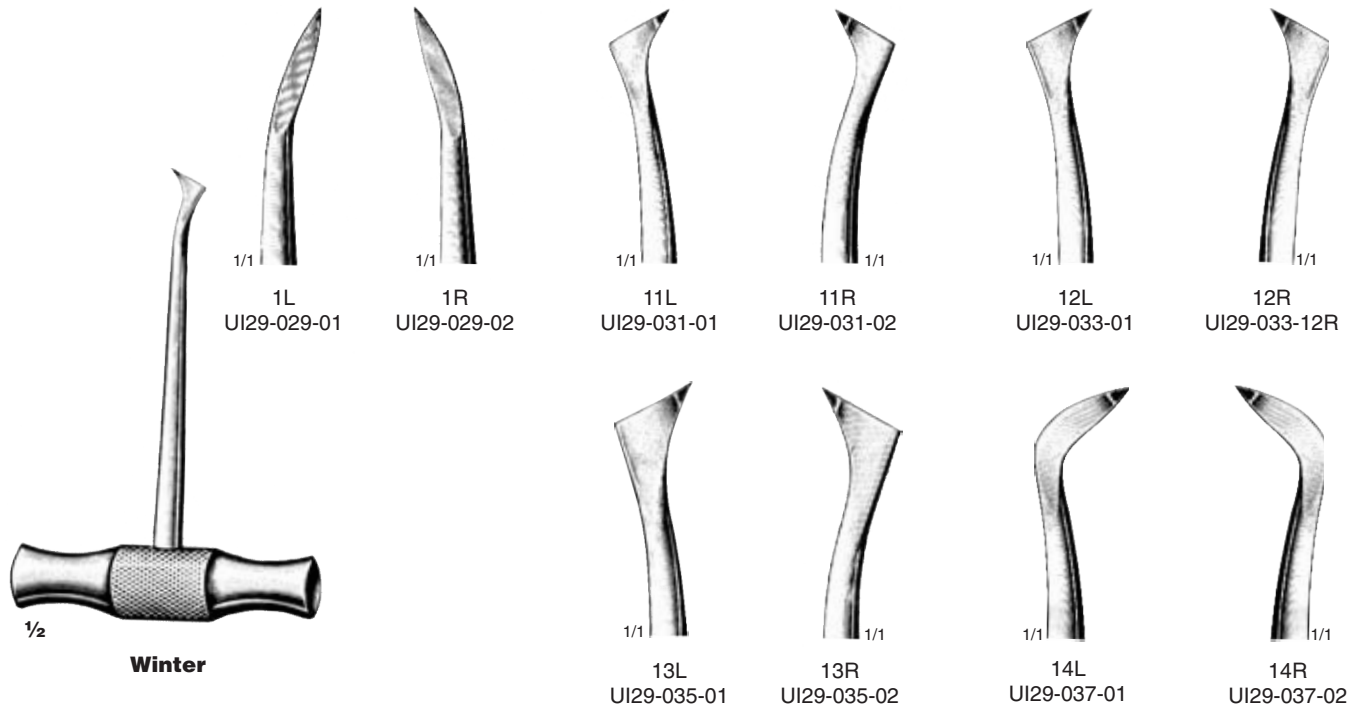 1/1
1L
UI29-029-01
1/1
1R
UI29-029-02
1/1
11L
UI29-031-01
1/1
11R
UI29-031-02
1/1
12L
UI29-033-01
1/1
12R
UI29-033-12R
½
Winter
1/1
13L
UI29-035-01
1/1
13R
UI29-035-02
1/1
14L
UI29-037-01
1/1
14R
UI29-037-02